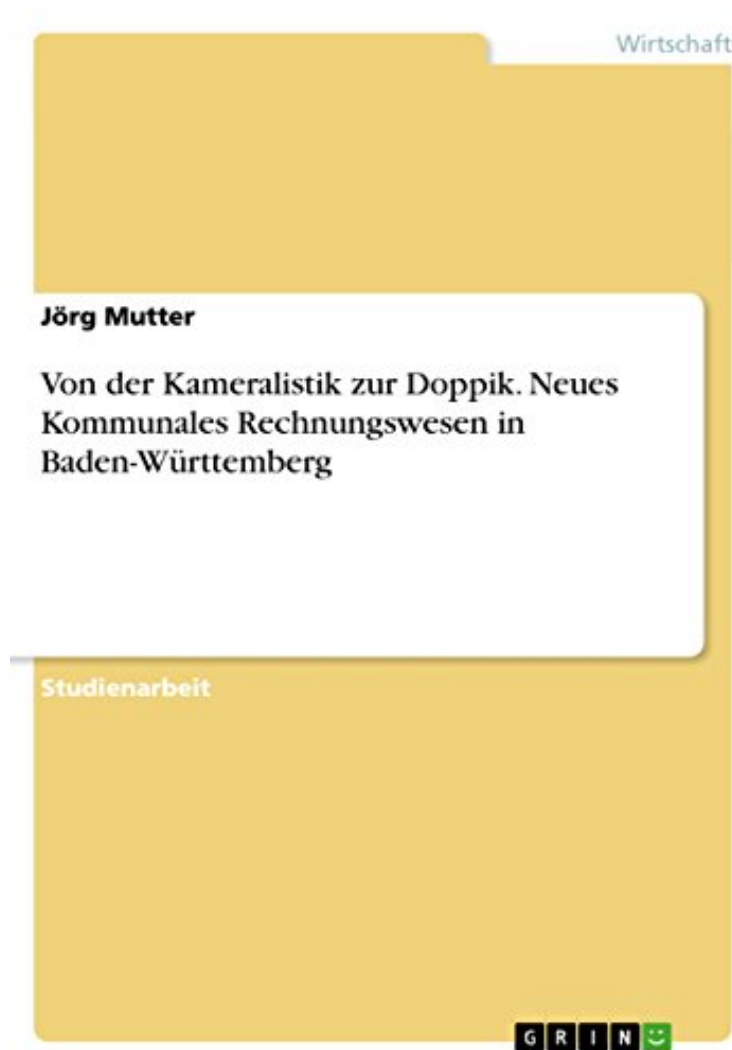 Wirtschaft
Jörg Mutter
Von der Kameralistik zur Doppik. Neues
Kommunales Rechnungswesen in
Baden-Württemberg
Studienarbeit
GRIN